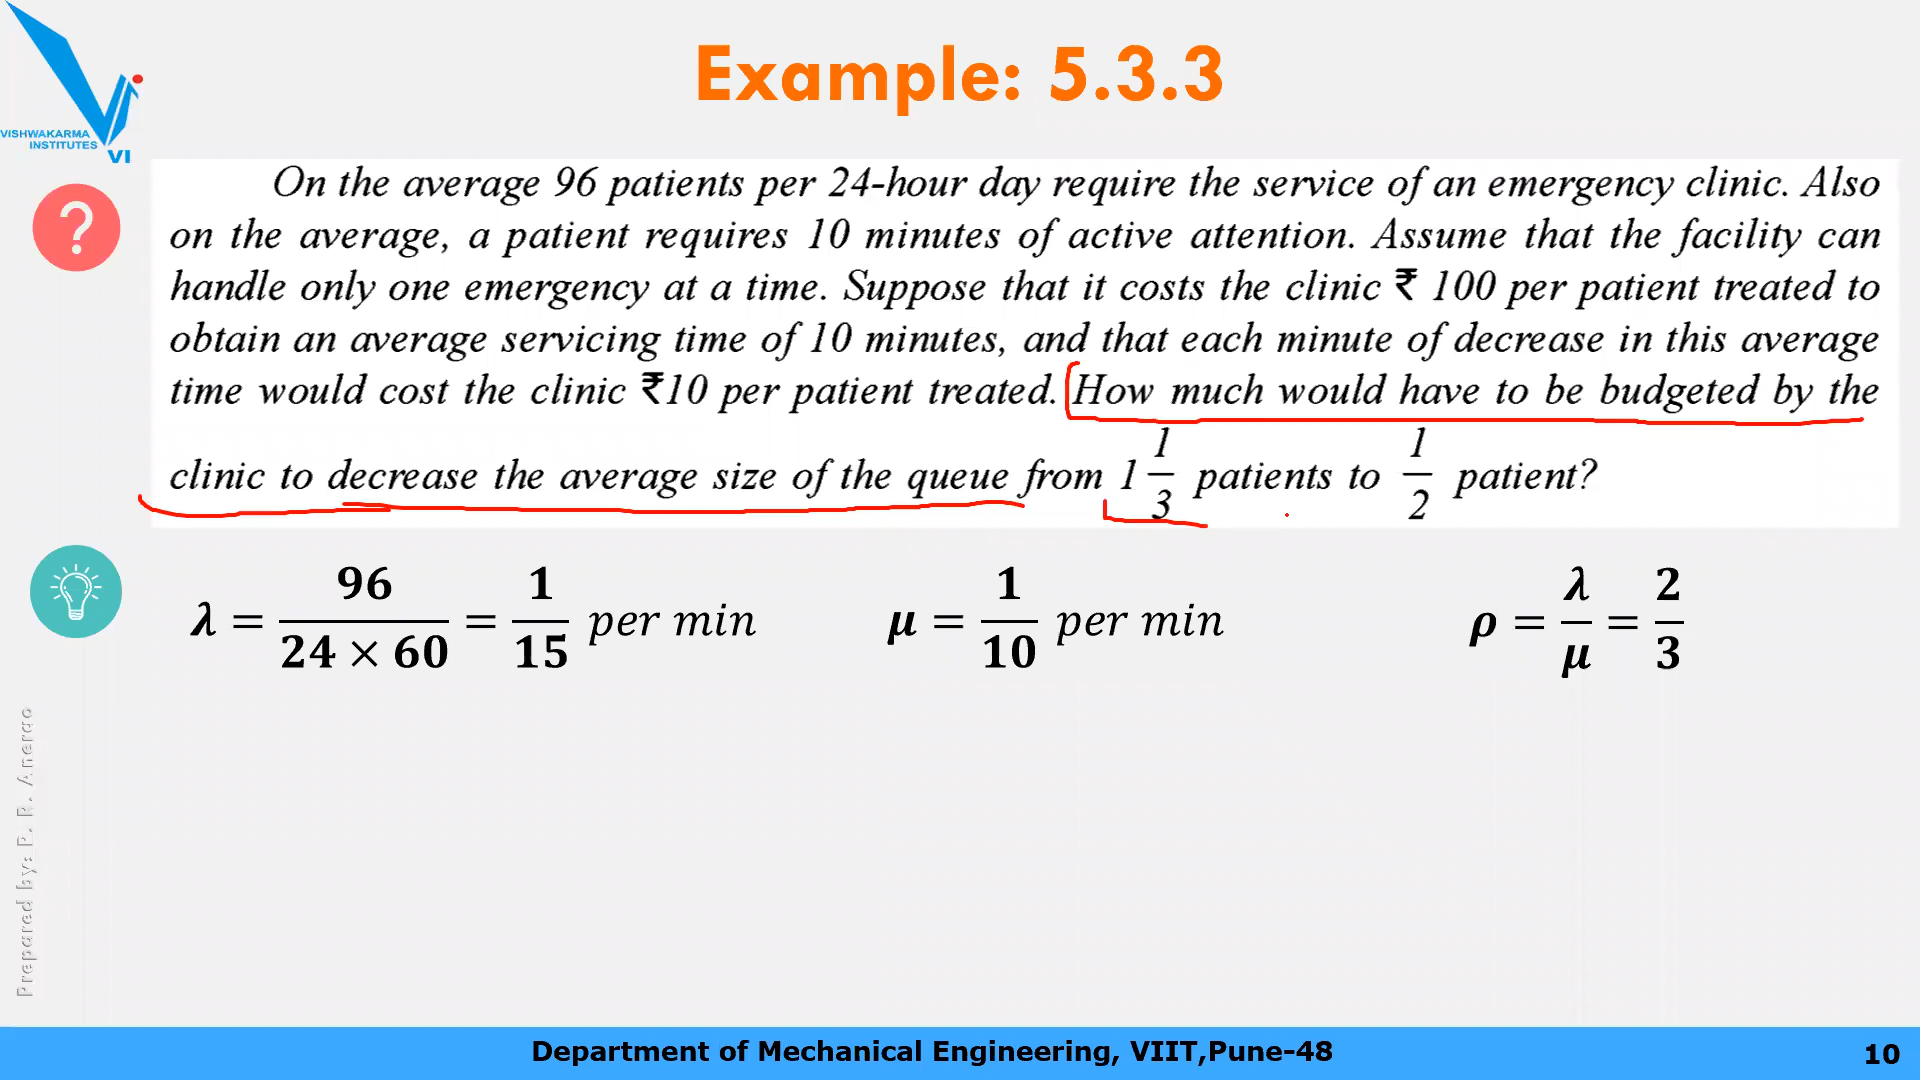 Example: 5.3.3
VISHWAKARMA
INSTITUTES
VI
On the average 96 patients per 24-hour day require the service of an emergency clinic. Also
on the average, a patient requires 10 minutes of active attention. Assume that the facility can
handle only one emergency at a time. Suppose that it costs the clinic ₹ 100 per patient treated to
obtain an average servicing time of 10 minutes, and that each minute of decrease in this average
time would cost the clinic ₹10 per patient treated. How much would have to be budgeted by the
clinic to decrease the average size of the queue from 1 1/3 patients to 1/2 patient?
λ = 96/(24 × 60) = 1/15 per min μ = 1/10 per min ρ = λ/μ = 2/3
Prepared by: P. R. Anerao
Department of Mechanical Engineering, VIIT,Pune-48
10